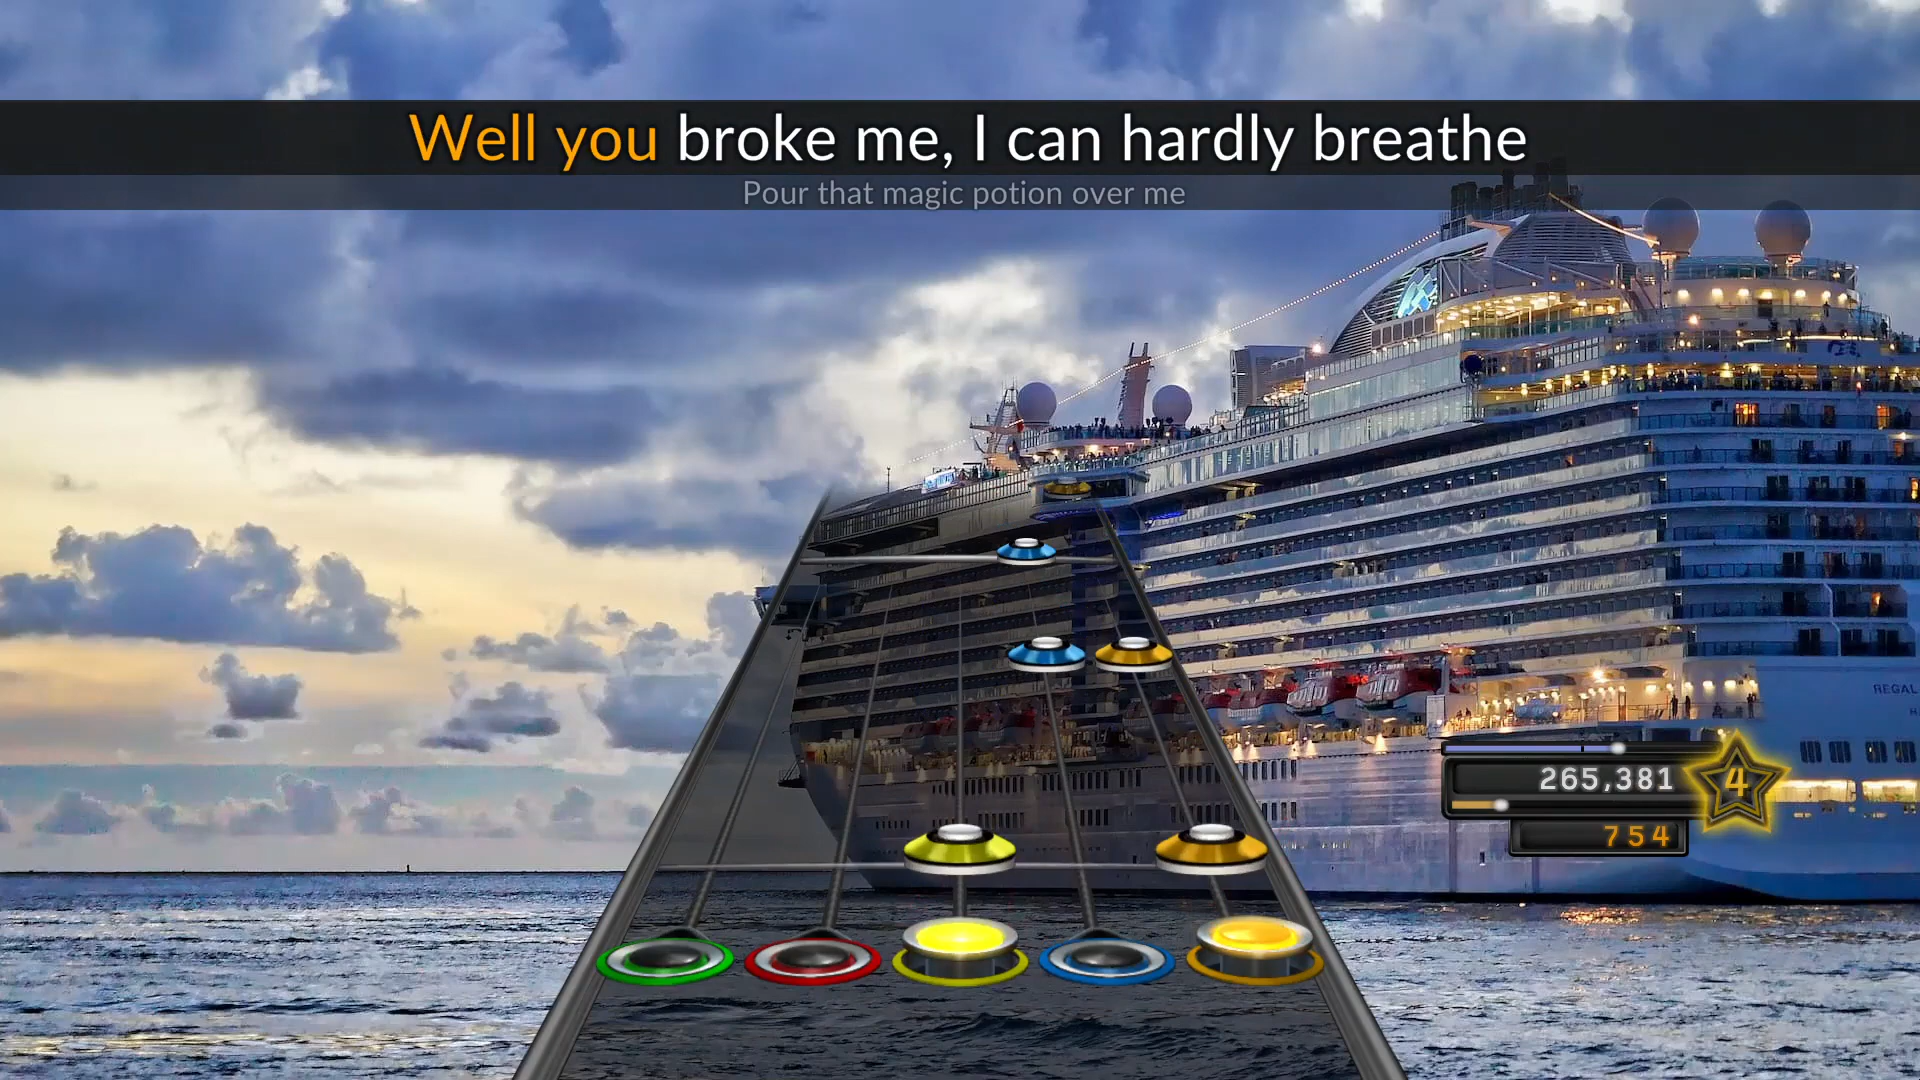 Well you broke me, I can hardly breathe
Pour that magic potion over me
REGAL
265,381
4
754